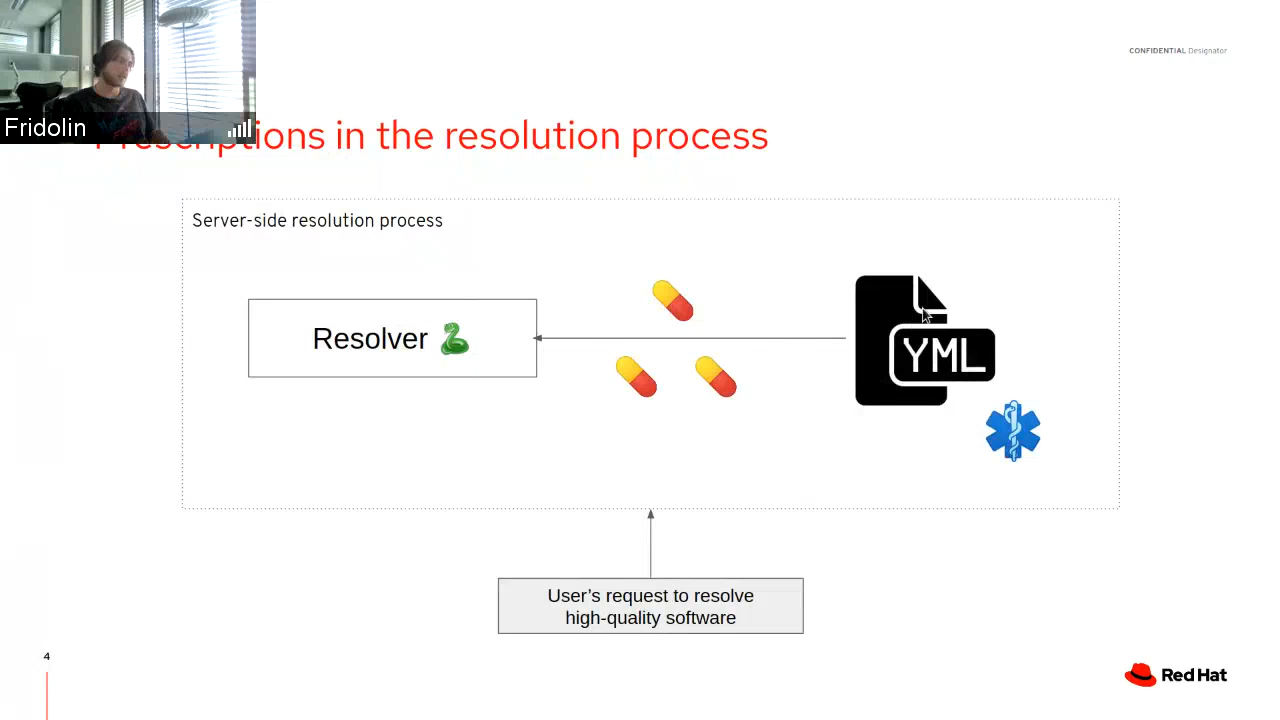 CONFIDENTIAL Designator
Fridolin
Prescriptions in the resolution process
Server-side resolution process
Resolver
YML
User's request to resolve
high-quality software
4
Red Hat